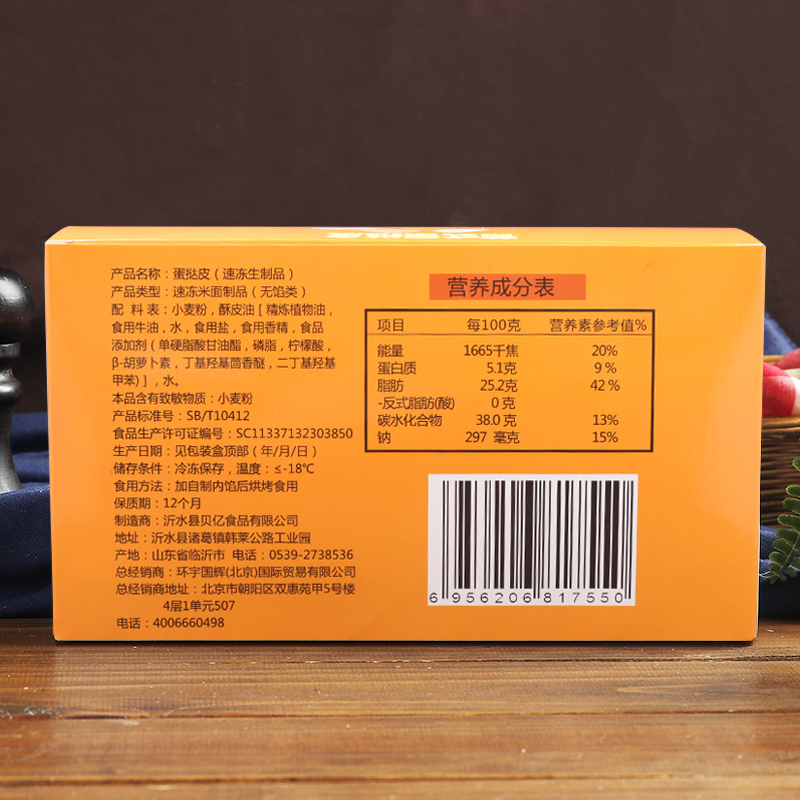 产品名称：蛋挞皮（速冻生制品）
产品类型：速冻米面制品（无馅类）
配 料 表：小麦粉，酥皮油［精炼植物油，
食用牛油，水，食用盐，食用香精，食品
添加剂（单硬脂酸甘油酯，磷脂，柠檬酸，
β-胡萝卜素，丁基羟基茴香醚，二丁基羟基
甲苯)］，水。
本品含有致敏物质：小麦粉
产品标准号：SB/T10412
食品生产许可证编号：SC11337132303850
生产日期：见包装盒顶部（年/月/日）
储存条件：冷冻保存，温度：≤-18℃
食用方法：加自制内馅后烘烤食用
保质期：12个月
制造商：沂水县贝亿食品有限公司
地址：沂水县诸葛镇韩莱公路工业园
产地：山东省临沂市 电话：0539-2738536
总经销商：环宇国辉(北京)国际贸易有限公司
总经销商地址：北京市朝阳区双惠苑甲5号楼
4层1单元507
电话：4006660498
营养成分表
项目 每100克 营养素参考值%
能量 1665千焦 20%
蛋白质 5.1克 9 %
脂肪 25.2克 42 %
-反式脂肪(酸) 0 克
碳水化合物 38.0 克 13%
钠 297 毫克 15%
6 956206 817550